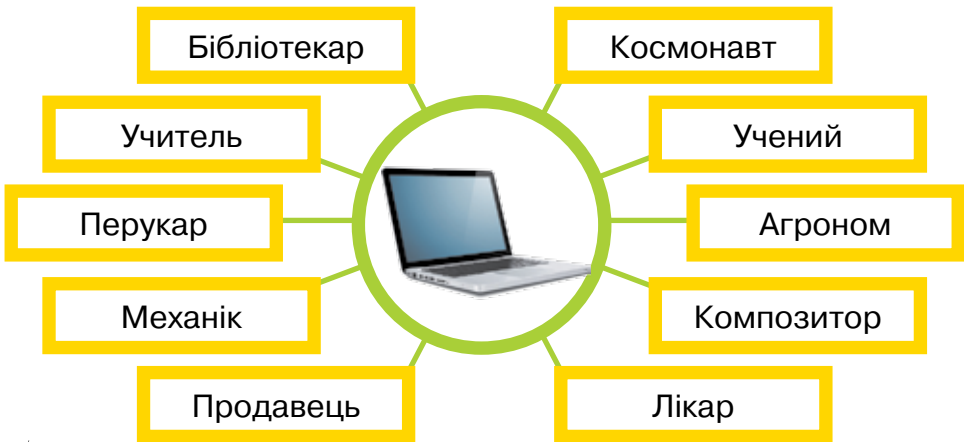 Бібліотекар
Космонавт
Учитель
Учений
Перукар
Агроном
Механік
Композитор
Продавець
Лікар